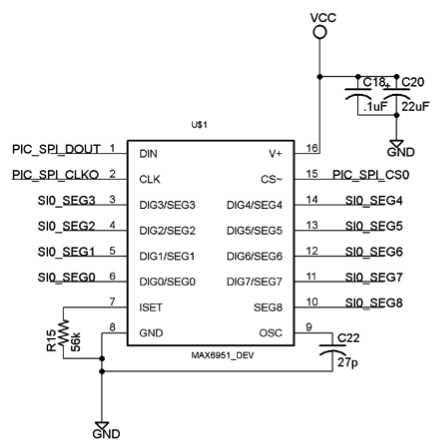 VCC
C18
C20
.1uF
22uF
GND
U$1
PIC_SPI_DOUT 1 DIN V+ 16
PIC_SPI_CLKO 2 CLK CS~ 15 PIC_SPI_CS0
SI0_SEG3 3 DIG3/SEG3 DIG4/SEG4 14 SI0_SEG4
SI0_SEG2 4 DIG2/SEG2 DIG5/SEG5 13 SI0_SEG5
SI0_SEG1 5 DIG1/SEG1 DIG6/SEG6 12 SI0_SEG6
SI0_SEG0 6 DIG0/SEG0 DIG7/SEG7 11 SI0_SEG7
7 ISET SEG8 10 SI0_SEG8
8 GND OSC 9
R15
56k
C22
27p
MAX6951_DEV
GND